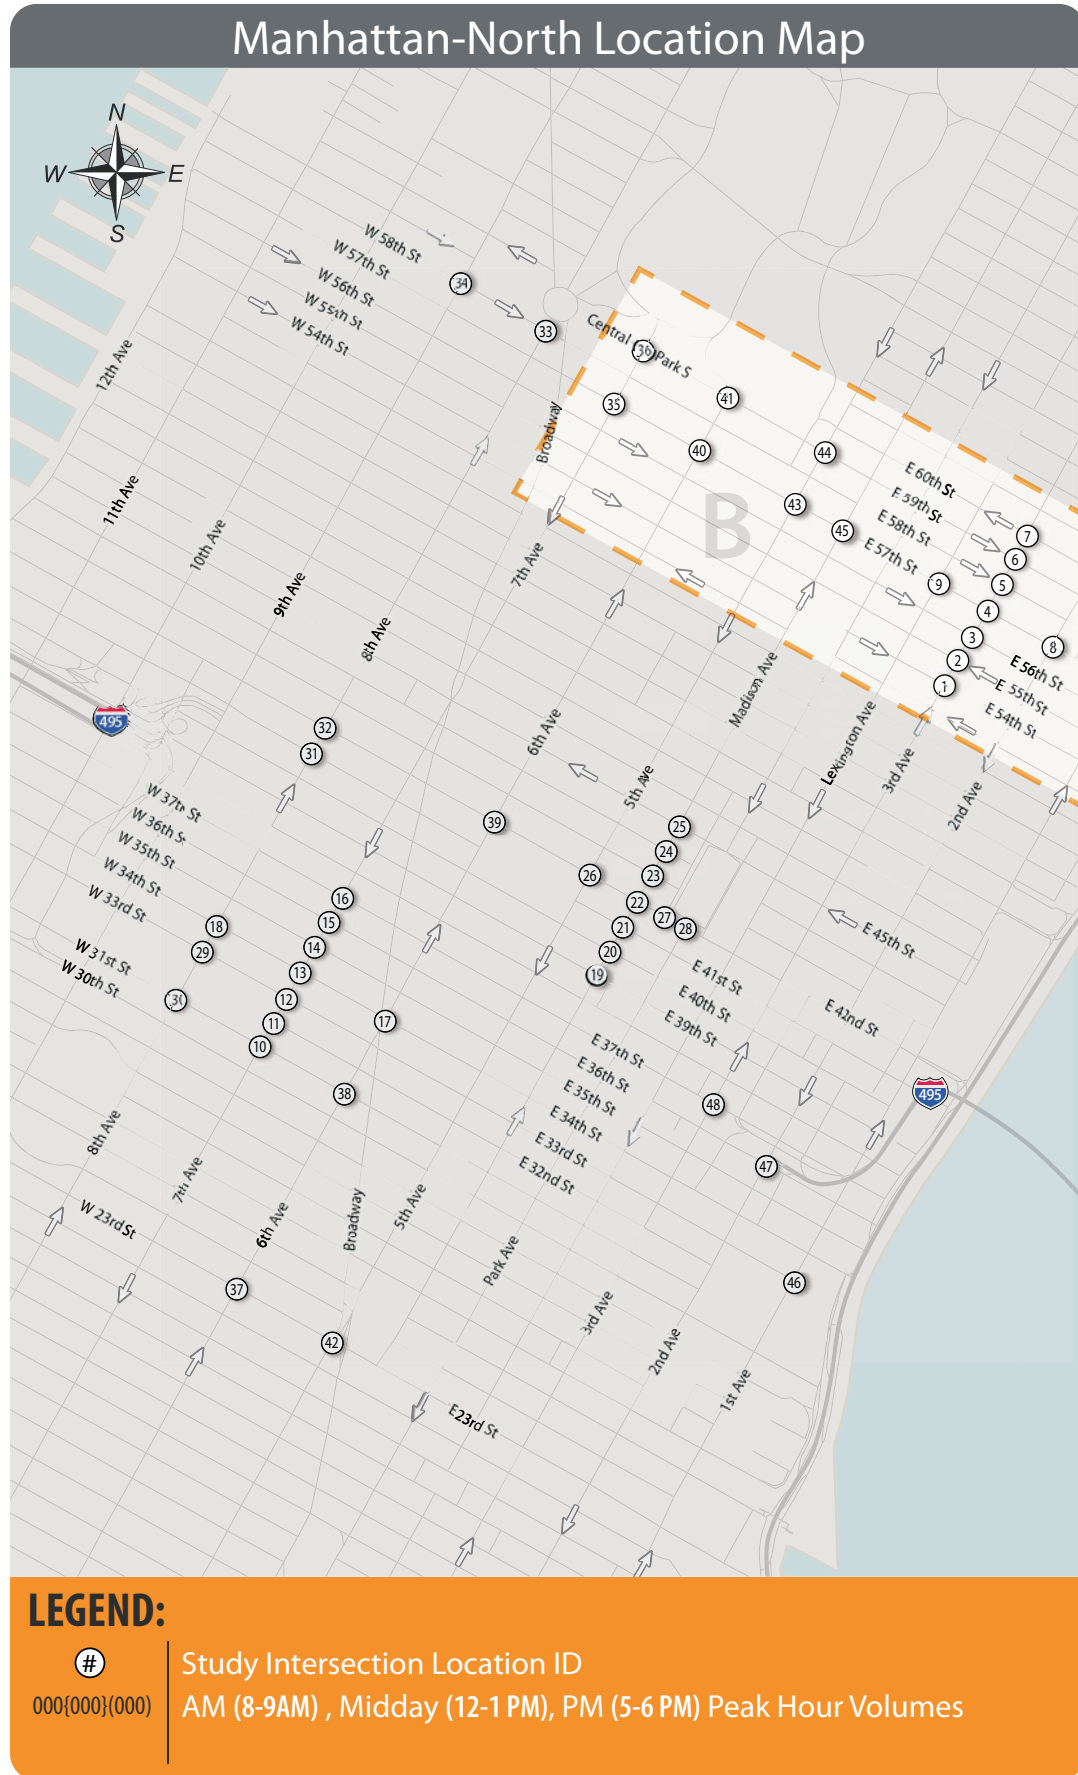 Manhattan-North Location Map
N
W
E
S
W 58th St
W 57th St
W 56th St
W 55th St
W 54th St
34
33
Central Park S
36
35
41
40
44
43
45
B
12th Ave
11th Ave
10th Ave
9th Ave
8th Ave
Broadway
7th Ave
E 60th St
E 59th St
E 58th St
E 57th St
7
6
5
9
4
3
2
1
8
E 56th St
E 55th St
E 54th St
Madison Ave
6th Ave
5th Ave
Lexington Ave
3rd Ave
2nd Ave
495
32
31
39
25
24
23
26
22
27
28
21
20
19
W 37th St
W 36th St
W 35th St
W 34th St
W 33rd St
W 31st St
W 30th St
16
15
14
13
12
11
10
18
29
30
17
38
E 45th St
E 42nd St
E 41st St
E 40th St
E 39th St
E 37th St
E 36th St
E 35th St
E 34th St
E 33rd St
E 32nd St
495
48
47
46
8th Ave
7th Ave
6th Ave
Broadway
5th Ave
Park Ave
3rd Ave
2nd Ave
1st Ave
W 23rd St
37
42
E23rd St
LEGEND:
# Study Intersection Location ID
000{000}(000) AM (8-9AM) , Midday (12-1 PM), PM (5-6 PM) Peak Hour Volumes